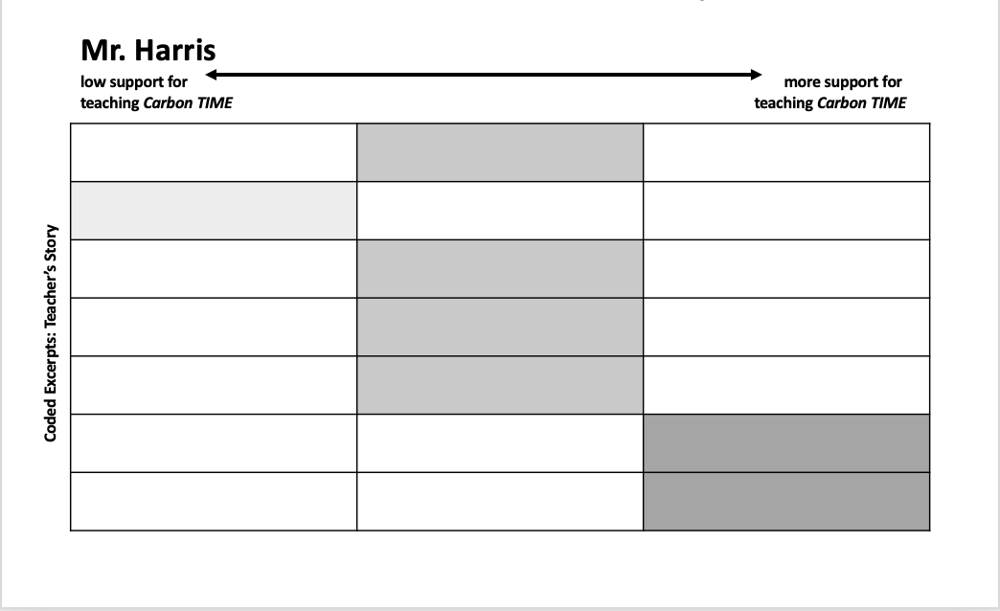 Mr. Harris
low support for
teaching Carbon TIME
more support for
teaching Carbon TIME
Coded Excerpts: Teacher's Story